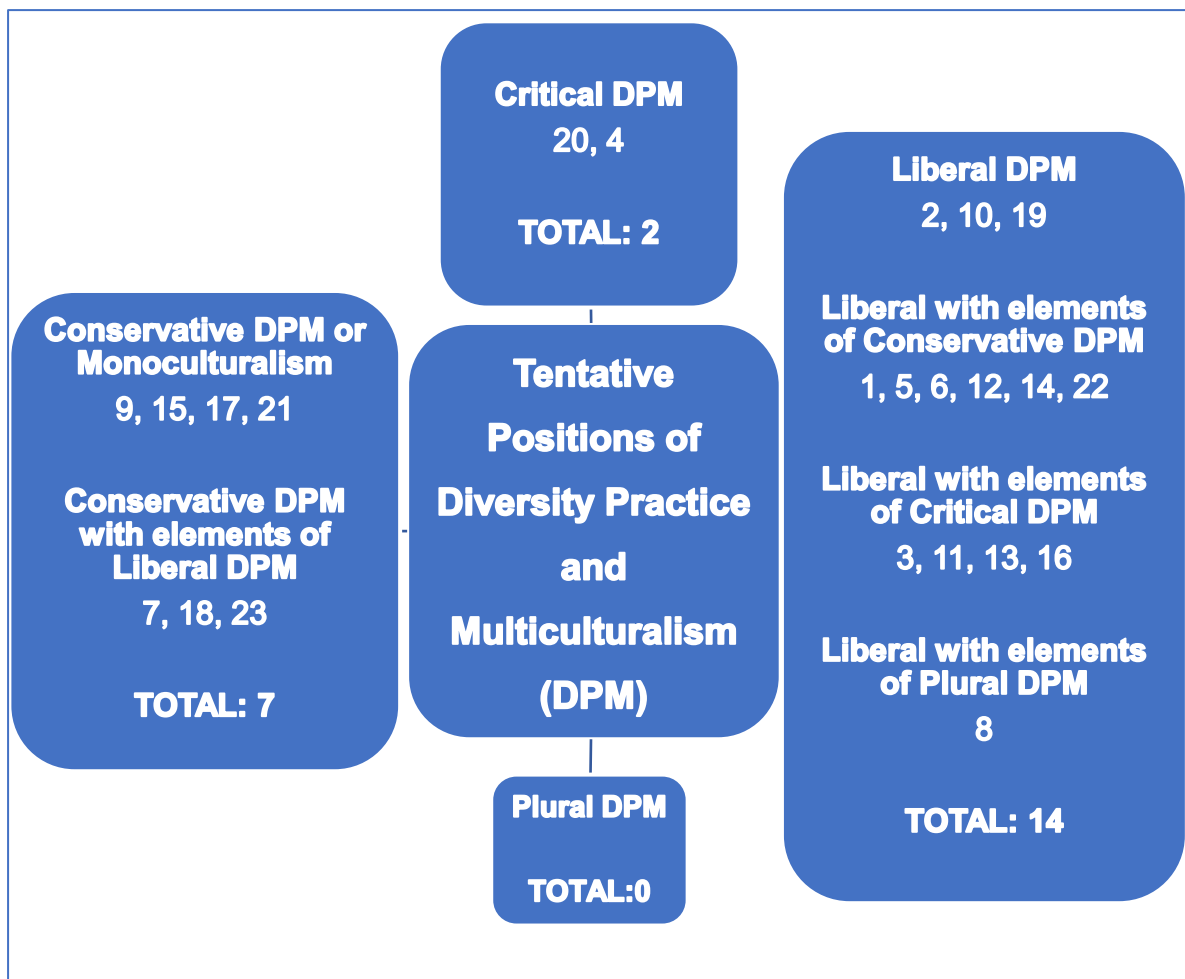 Critical DPM
20, 4
TOTAL: 2
Conservative DPM or
Monoculturalism
9, 15, 17, 21
Conservative DPM
with elements of
Liberal DPM
7, 18, 23
TOTAL: 7
Tentative
Positions of
Diversity Practice
and
Multiculturalism
(DPM)
Liberal DPM
2, 10, 19
Liberal with elements
of Conservative DPM
1, 5, 6, 12, 14, 22
Liberal with elements
of Critical DPM
3, 11, 13, 16
Liberal with elements
of Plural DPM
8
TOTAL: 14
Plural DPM
TOTAL:0